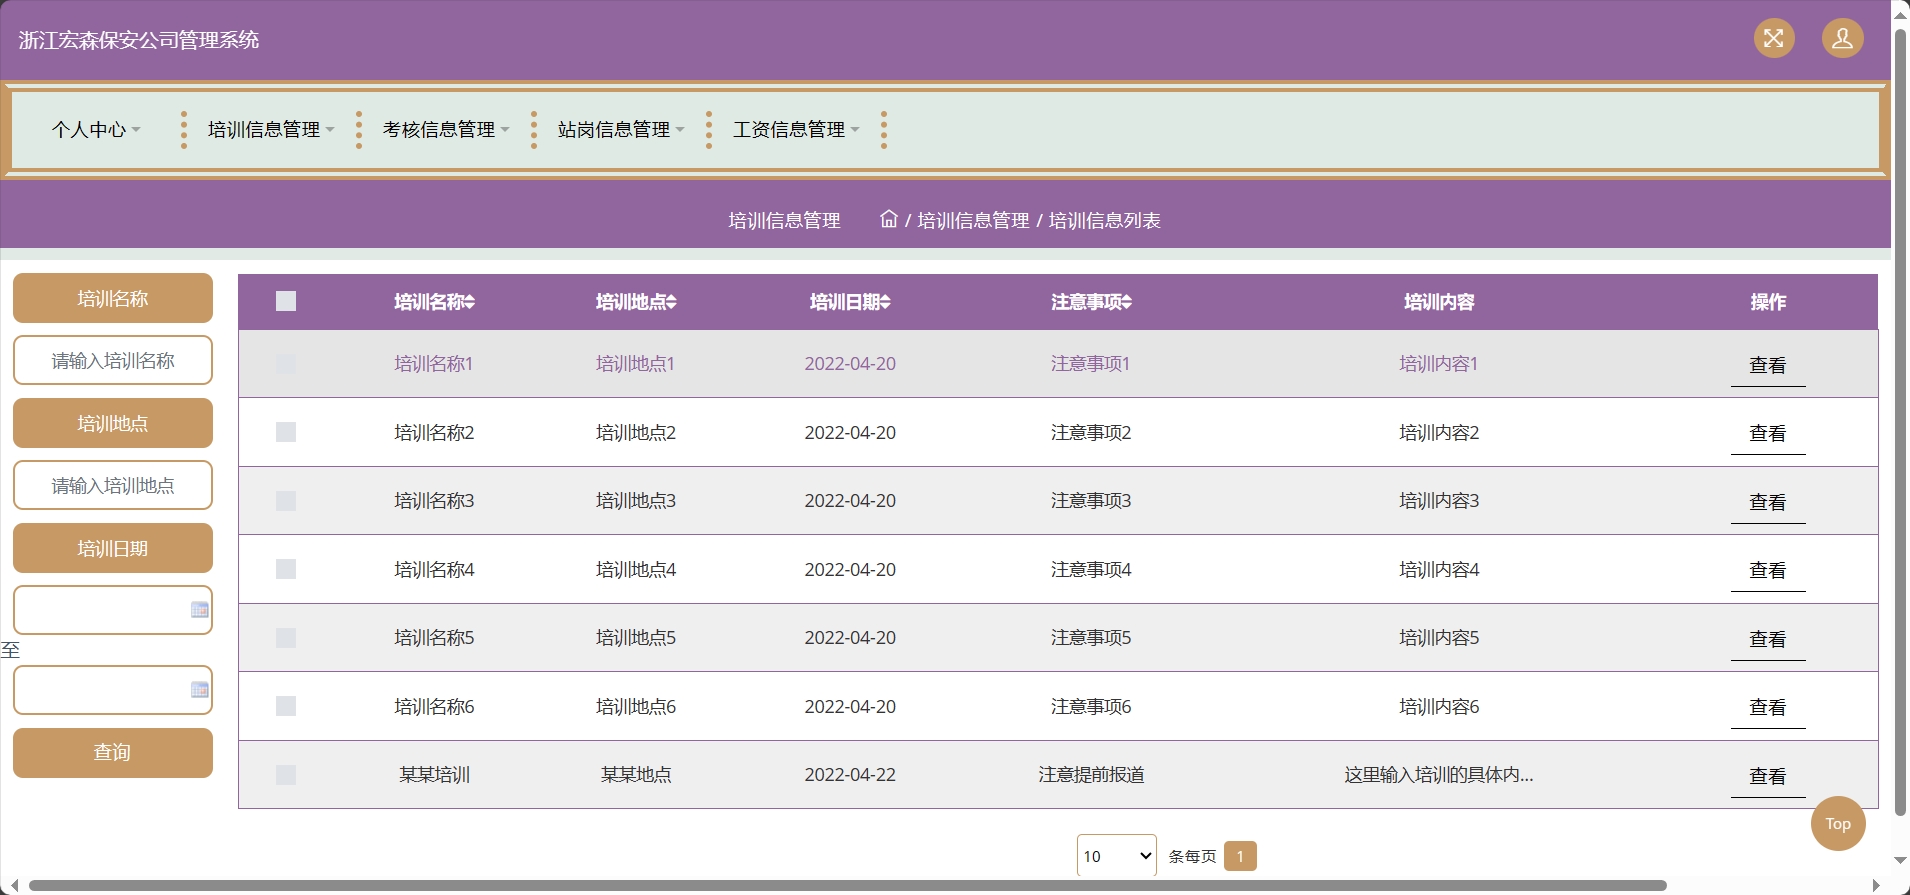 浙江宏森保安公司管理系统
个人中心 培训信息管理 考核信息管理 站岗信息管理 工资信息管理
培训信息管理 / 培训信息管理 / 培训信息列表
培训名称
请输入培训名称
培训地点
请输入培训地点
培训日期
至
查询
培训名称 培训地点 培训日期 注意事项 培训内容 操作
培训名称1 培训地点1 2022-04-20 注意事项1 培训内容1 查看
培训名称2 培训地点2 2022-04-20 注意事项2 培训内容2 查看
培训名称3 培训地点3 2022-04-20 注意事项3 培训内容3 查看
培训名称4 培训地点4 2022-04-20 注意事项4 培训内容4 查看
培训名称5 培训地点5 2022-04-20 注意事项5 培训内容5 查看
培训名称6 培训地点6 2022-04-20 注意事项6 培训内容6 查看
某某培训 某某地点 2022-04-22 注意提前报道 这里输入培训的具体内... 查看
Top
10 条每页 1